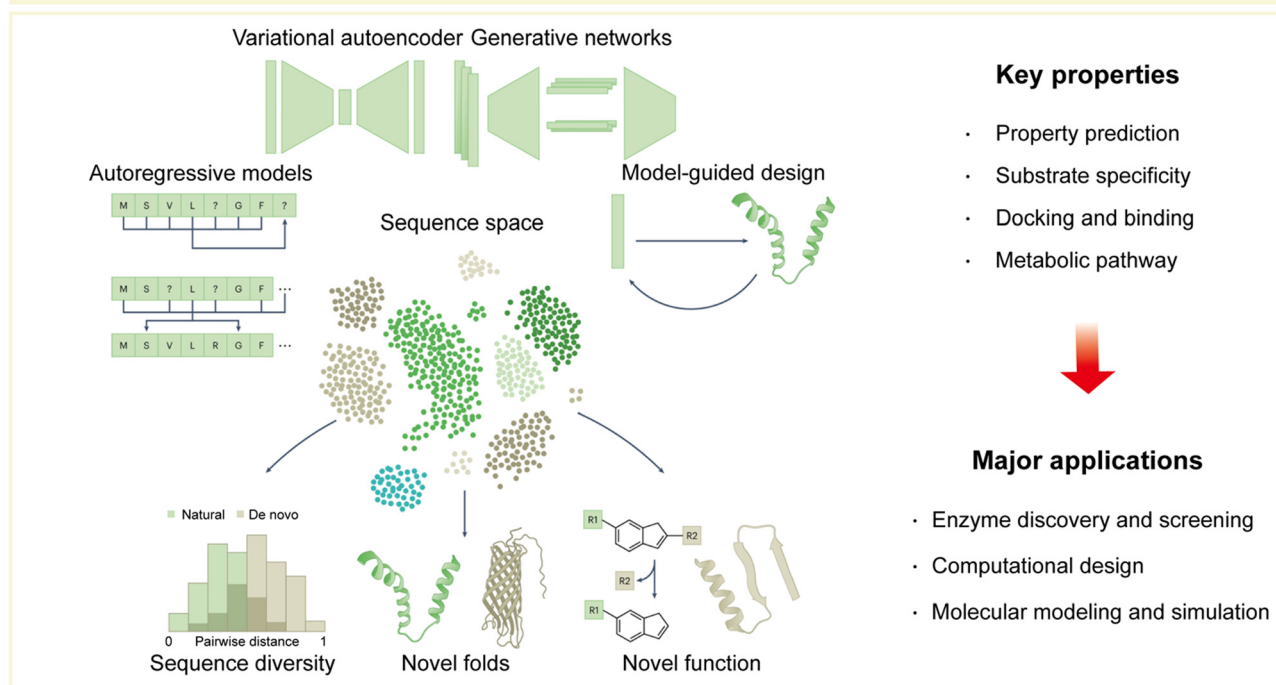 Variational autoencoder Generative networks
Autoregressive models
M S V L ? G F ?
M S ? L ? G F ...
M S V L R G F ...
Sequence space
Model-guided design
Natural De novo
0 Pairwise distance 1
Sequence diversity
Novel folds
R1 R2
R2
R1
Novel function
Key properties
· Property prediction
· Substrate specificity
· Docking and binding
· Metabolic pathway
Major applications
· Enzyme discovery and screening
· Computational design
· Molecular modeling and simulation